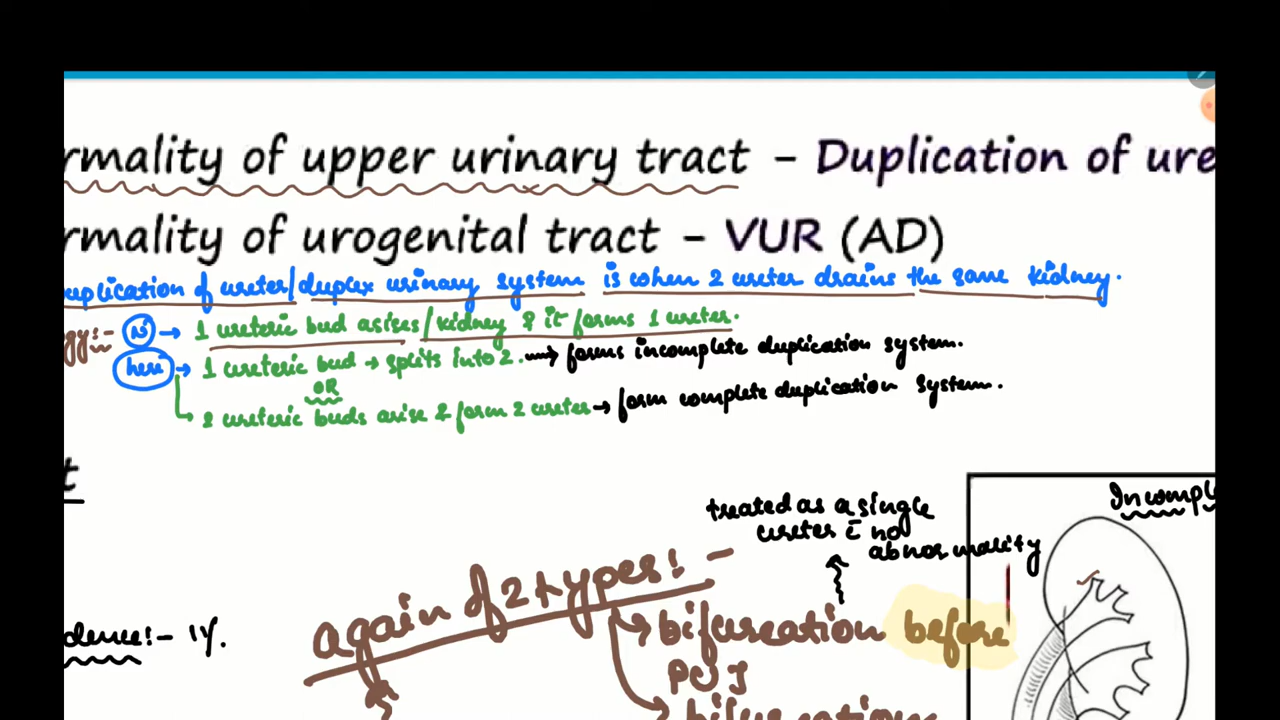 rmality of upper urinary tract - Duplication of ure
rmality of urogenital tract - VUR (AD)
uplication of ureter/duplex urinary system is when 2 ureter drains the same kidney.
gy:- N → 1 ureteric bud arises/kidney & it forms 1 ureter.
here → 1 ureteric bud → splits into 2. → forms incomplete duplication system.
OR
2 ureteric buds arise & form 2 ureter → form complete duplication system.
t
Incompl
treated as a single
ureter c̄ no
abnormality
again of 2 types:-
dence:- 1%.
bifurcation before
PUJ
bifurcation